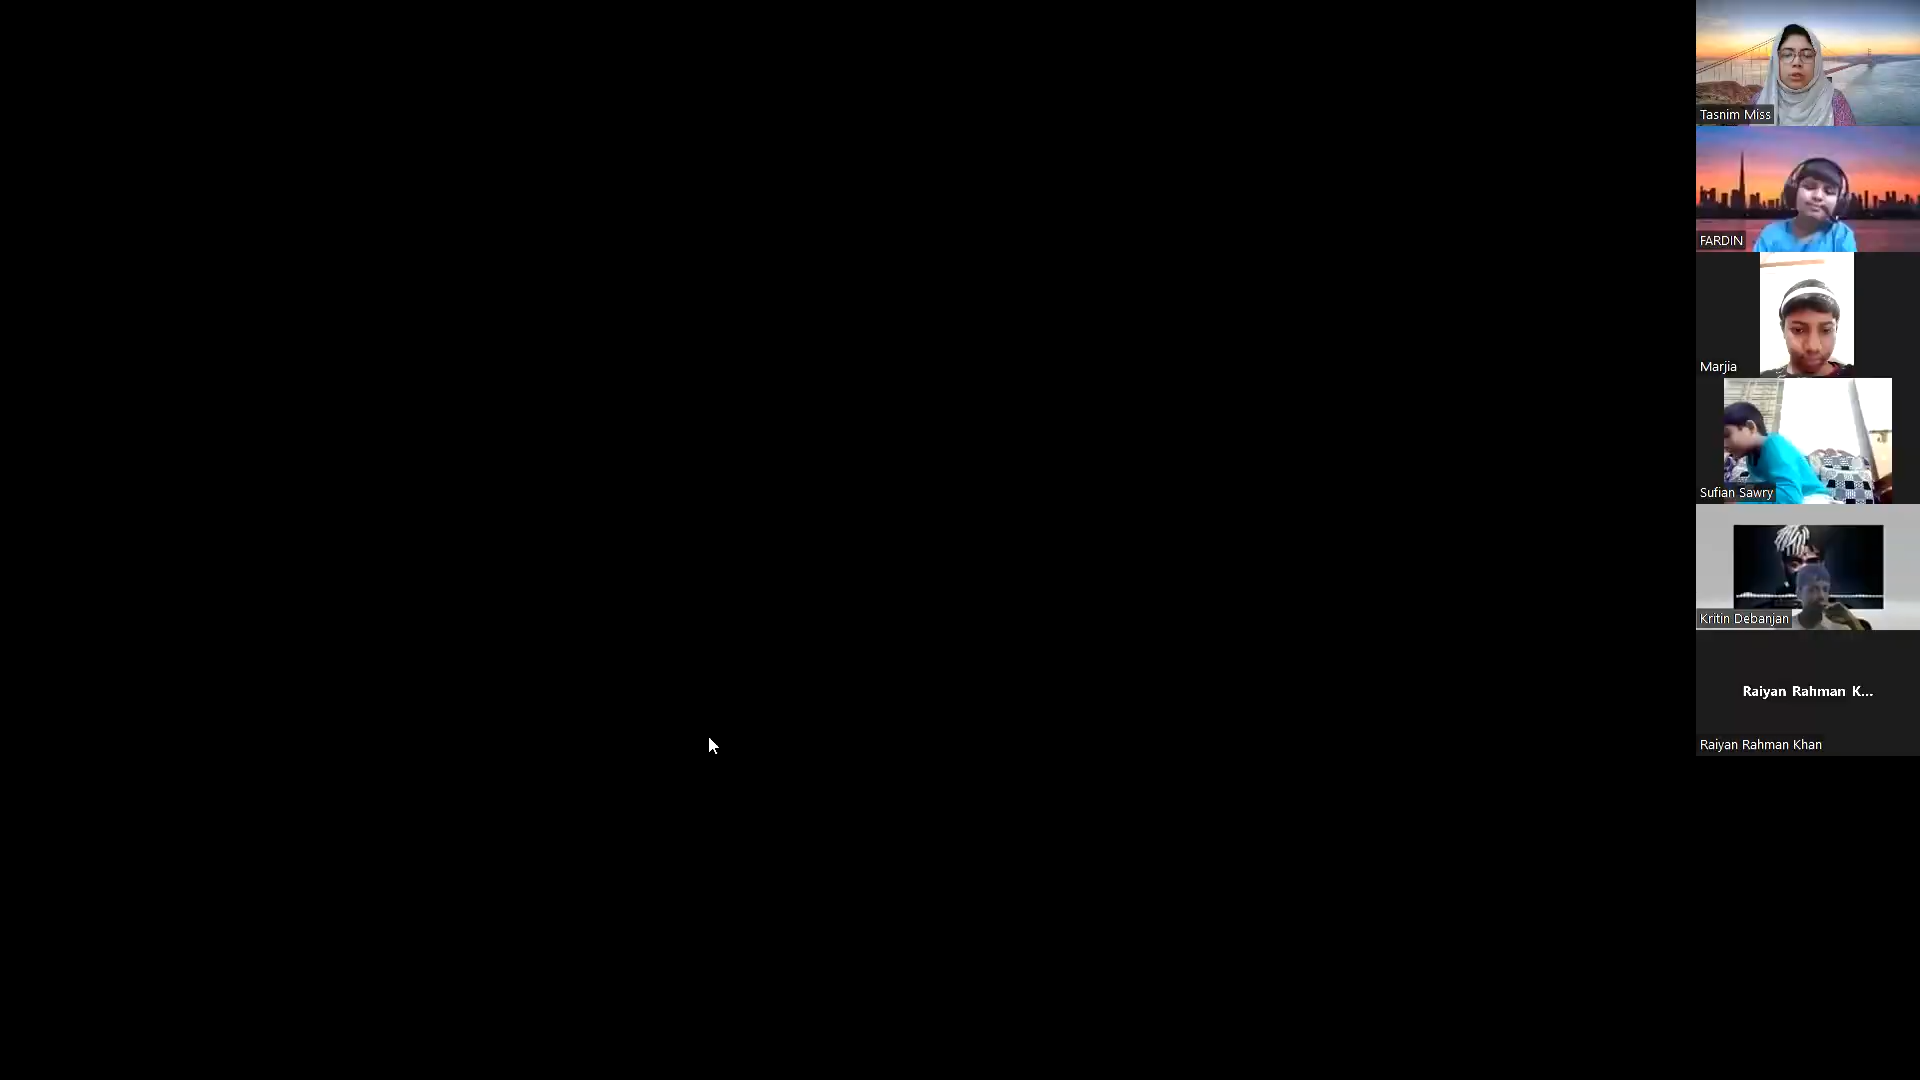 Tasnim Miss
FARDIN
Marjia
Sufian Sawry
Kritin Debanjan
Raiyan Rahman K...
Raiyan Rahman Khan